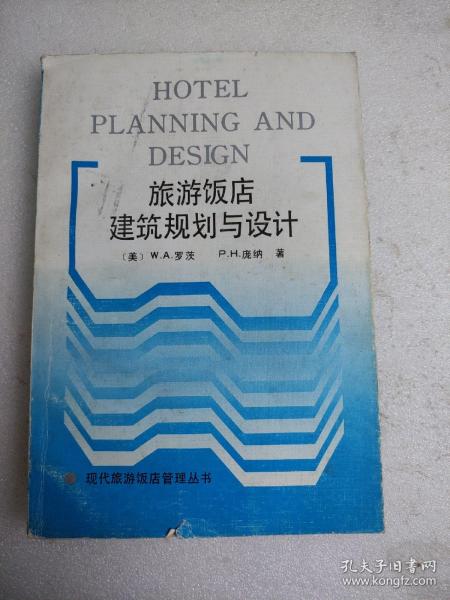 HOTEL
PLANNING AND
DESIGN
旅游饭店
建筑规划与设计
〔美〕 W.A.罗茨 P.H.庞纳 著
现代旅游饭店管理丛书
孔夫子旧书网
www.kongfz.com